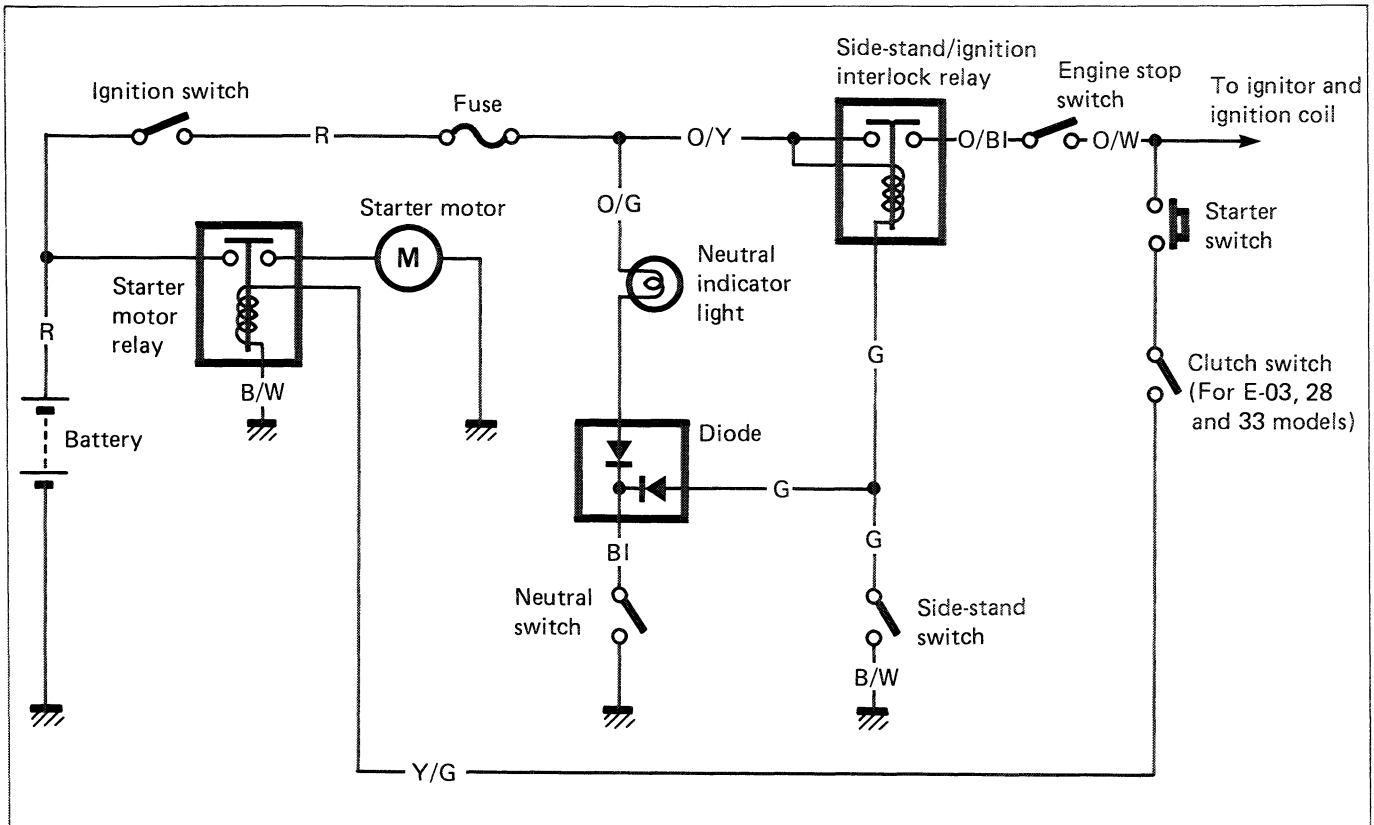 Side-stand/ignition
interlock relay
Engine stop
switch
To ignitor and
ignition coil
Ignition switch
Fuse
R
O/Y
O/Bl
O/W
O/G
Starter motor
M
Starter
switch
Neutral
indicator
light
Starter
motor
relay
R
G
B/W
Clutch switch
(For E-03, 28
and 33 models)
Battery
Diode
G
G
Bl
Neutral
switch
Side-stand
switch
B/W
Y/G